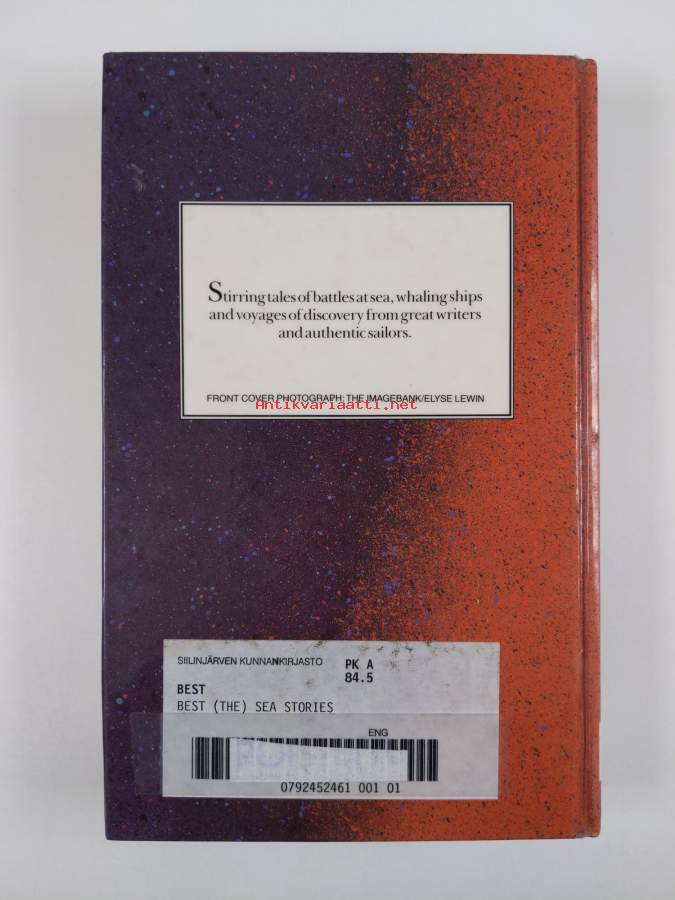 Stirring tales of battles at sea, whaling ships
and voyages of discovery from great writers
and authentic sailors.
FRONT COVER PHOTOGRAPH: THE IMAGEBANK/ELYSE LEWIN
Antikvariaatti.net
SIILINJÄRVEN KUNNANKIRJASTO PK A
84.5
BEST
BEST (THE) SEA STORIES
ENG
0792452461 001 01